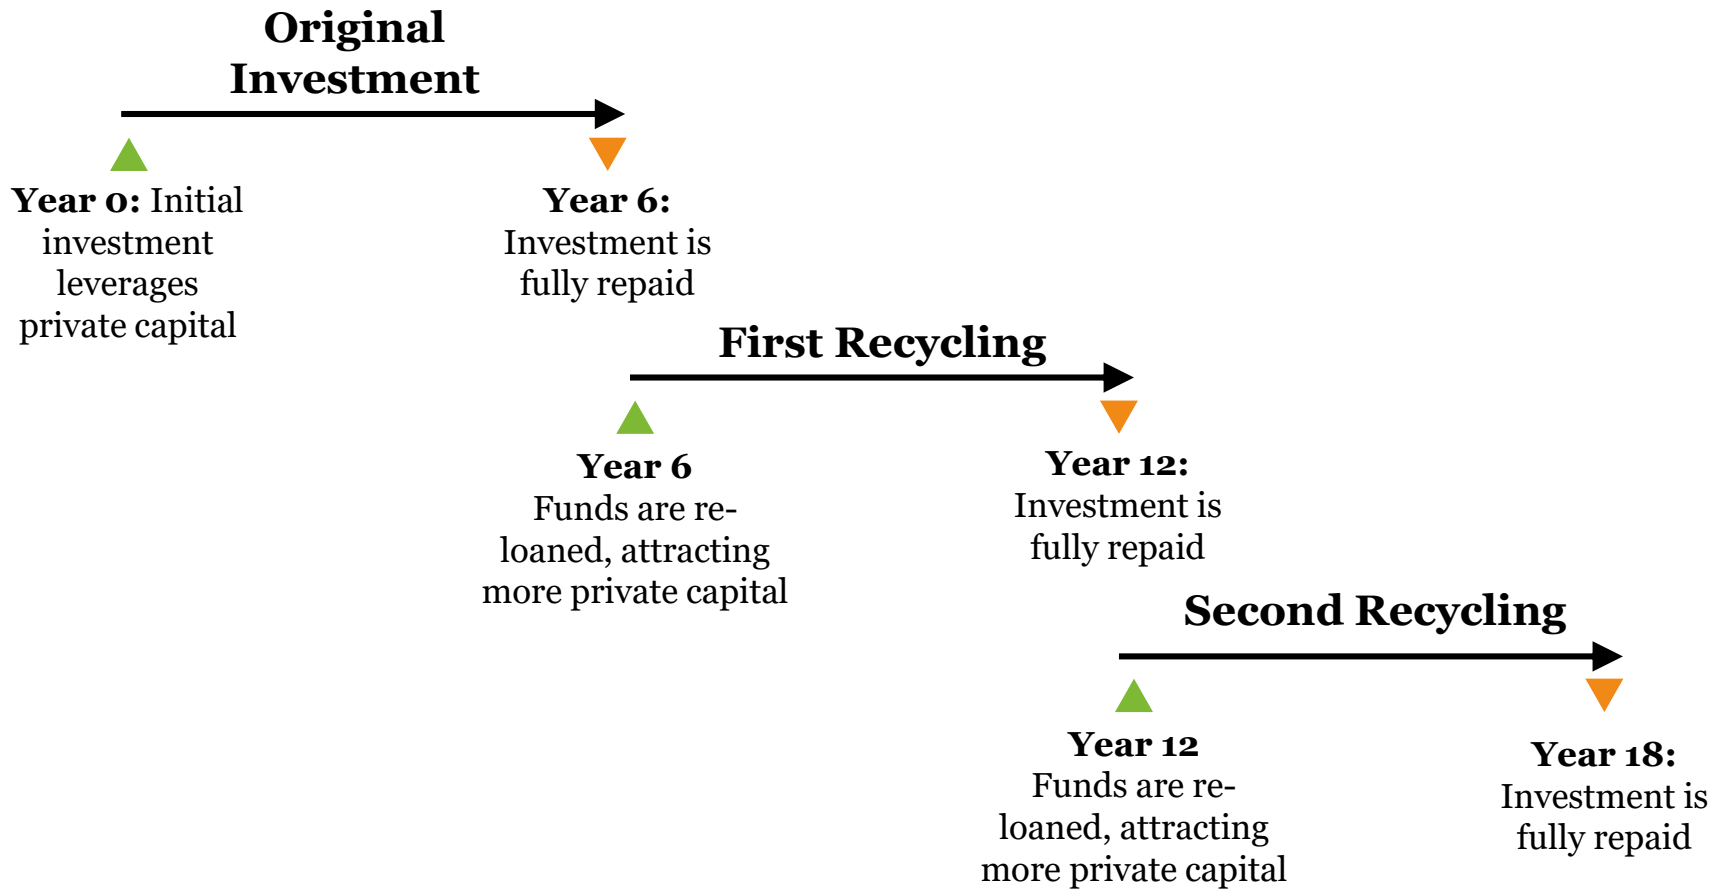 Original
Investment
Year 0: Initial
investment
leverages
private capital
Year 6:
Investment is
fully repaid
First Recycling
Year 6
Funds are re-
loaned, attracting
more private capital
Year 12:
Investment is
fully repaid
Second Recycling
Year 12
Funds are re-
loaned, attracting
more private capital
Year 18:
Investment is
fully repaid